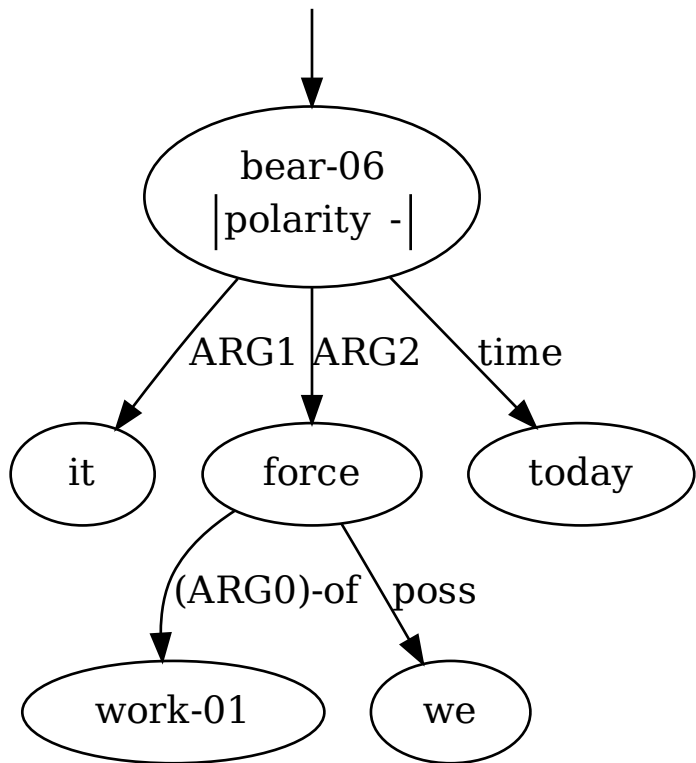 bear-06
|polarity -|
ARG1
ARG2
time
it
force
today
(ARG0)-of
poss
work-01
we